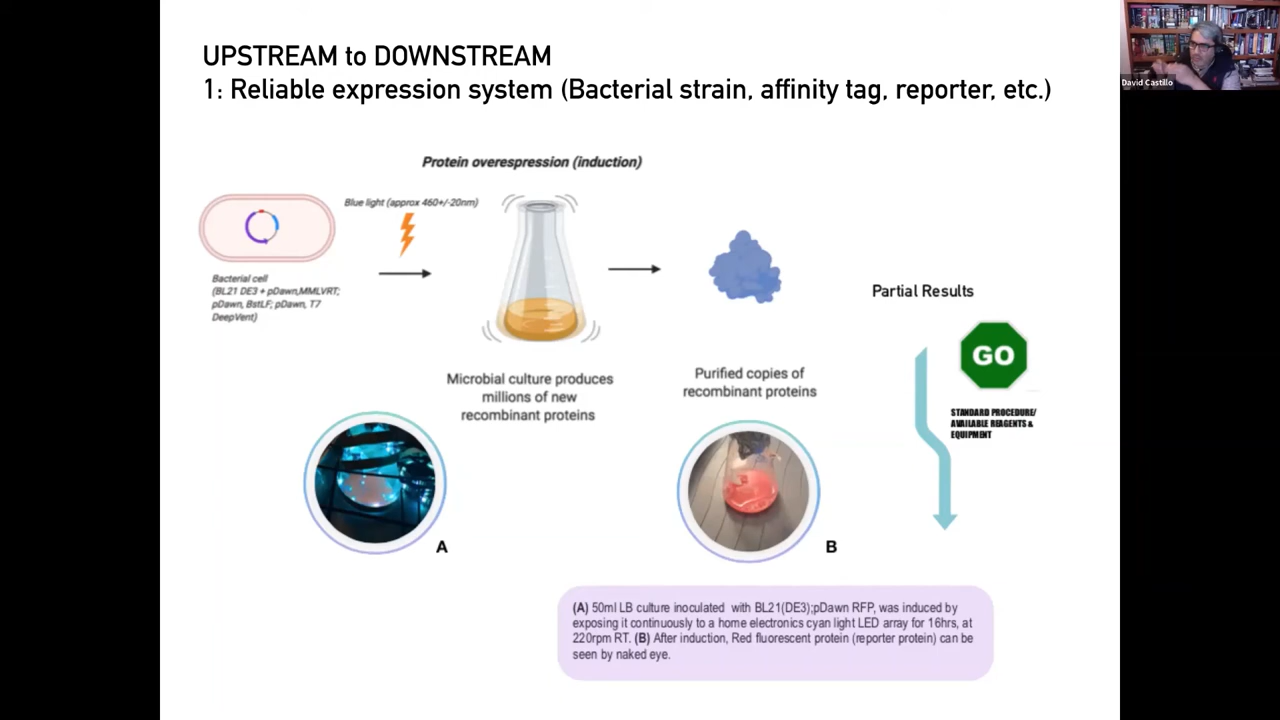 UPSTREAM to DOWNSTREAM
1: Reliable expression system (Bacterial strain, affinity tag, reporter, etc.)
David Castillo
Protein overespression (induction)
Blue light (approx 460+/-20nm)
Bacterial cell
(BL21 DE3 + pDawn,MMLVRT;
pDawn, BstLF; pDawn, T7
DeepVent)
Microbial culture produces
millions of new
recombinant proteins
Purified copies of
recombinant proteins
Partial Results
GO
STANDARD PROCEDURE/
AVAILABLE REAGENTS &
EQUIPMENT
A
B
(A) 50ml LB culture inoculated with BL21(DE3);pDawn RFP, was induced by
exposing it continuously to a home electronics cyan light LED array for 16hrs, at
220rpm RT. (B) After induction, Red fluorescent protein (reporter protein) can be
seen by naked eye.